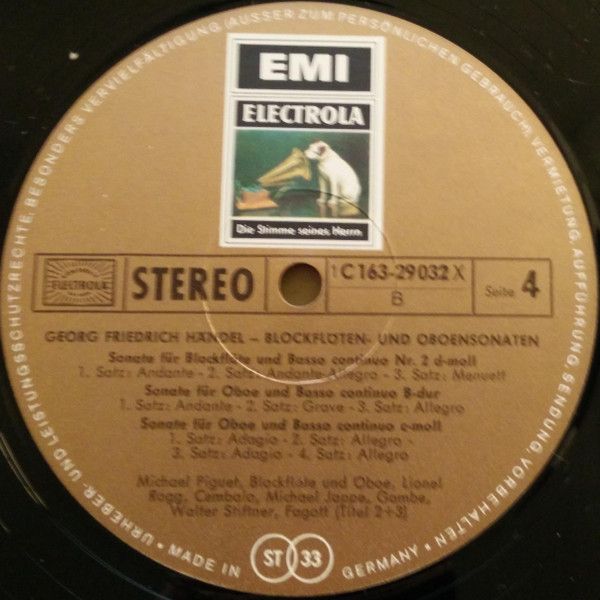 URHEBER- UND LEISTUNGSSCHUTZRECHTE, BESONDERS VERVIELFÄLTIGUNG (AUSSER ZUM PERSÖNLICHEN GEBRAUCH), VERMIETUNG, AUFFÜHRUNG, SENDUNG, VORBEHALTEN
EMI
ELECTROLA
Die Stimme seines Herrn
ELECTROLA
STEREO
1 C 163-29 032 X
B
Seite 4
GEORG FRIEDRICH HÄNDEL – BLOCKFLÖTEN- UND OBOENSONATEN
Sonate für Blockflöte und Basso continuo Nr. 2 d-moll
1. Satz: Andante - 2. Satz: Andante-Allegro - 3. Satz: Menuett
Sonate für Oboe und Basso continuo B-dur
1. Satz: Andante - 2. Satz: Grave - 3. Satz: Allegro
Sonate für Oboe und Basso continuo c-moll
1. Satz: Adagio - 2. Satz: Allegro -
3. Satz: Adagio - 4. Satz: Allegro
Michael Piguet, Blockflöte und Oboe, Lionel
Rogg, Cembalo, Michael Jappe, Gambe,
Walter Stiftner, Fagott (Titel 2+3)
MADE IN GERMANY
ST 33